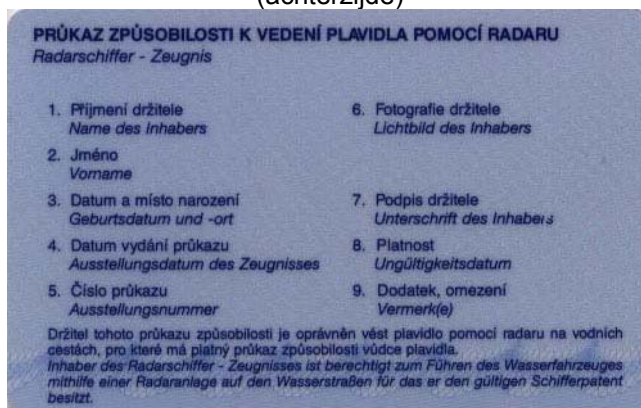 (achterzijde)
PRŮKAZ ZPŮSOBILOSTI K VEDENÍ PLAVIDLA POMOCÍ RADARU
Radarschiffer - Zeugnis
1. Příjmení držitele
Name des Inhabers
2. Jméno
Vorname
3. Datum a místo narození
Geburtsdatum und -ort
4. Datum vydání průkazu
Ausstellungsdatum des Zeugnisses
5. Číslo průkazu
Ausstellungsnummer
6. Fotografie držitele
Lichtbild des Inhabers
7. Podpis držitele
Unterschrift des Inhabers
8. Platnost
Ungültigkeitsdatum
9. Dodatek, omezení
Vermerk(e)
Držitel tohoto průkazu způsobilosti je oprávněn vést plavidlo pomocí radaru na vodních
cestách, pro které má platný průkaz způsobilosti vůdce plavidla.
Inhaber des Radarschiffer - Zeugnisses ist berechtigt zum Führen des Wasserfahrzeuges
mithilfe einer Radaranlage auf den Wasserstraßen für das er den gültigen Schifferpatent
besitzt.